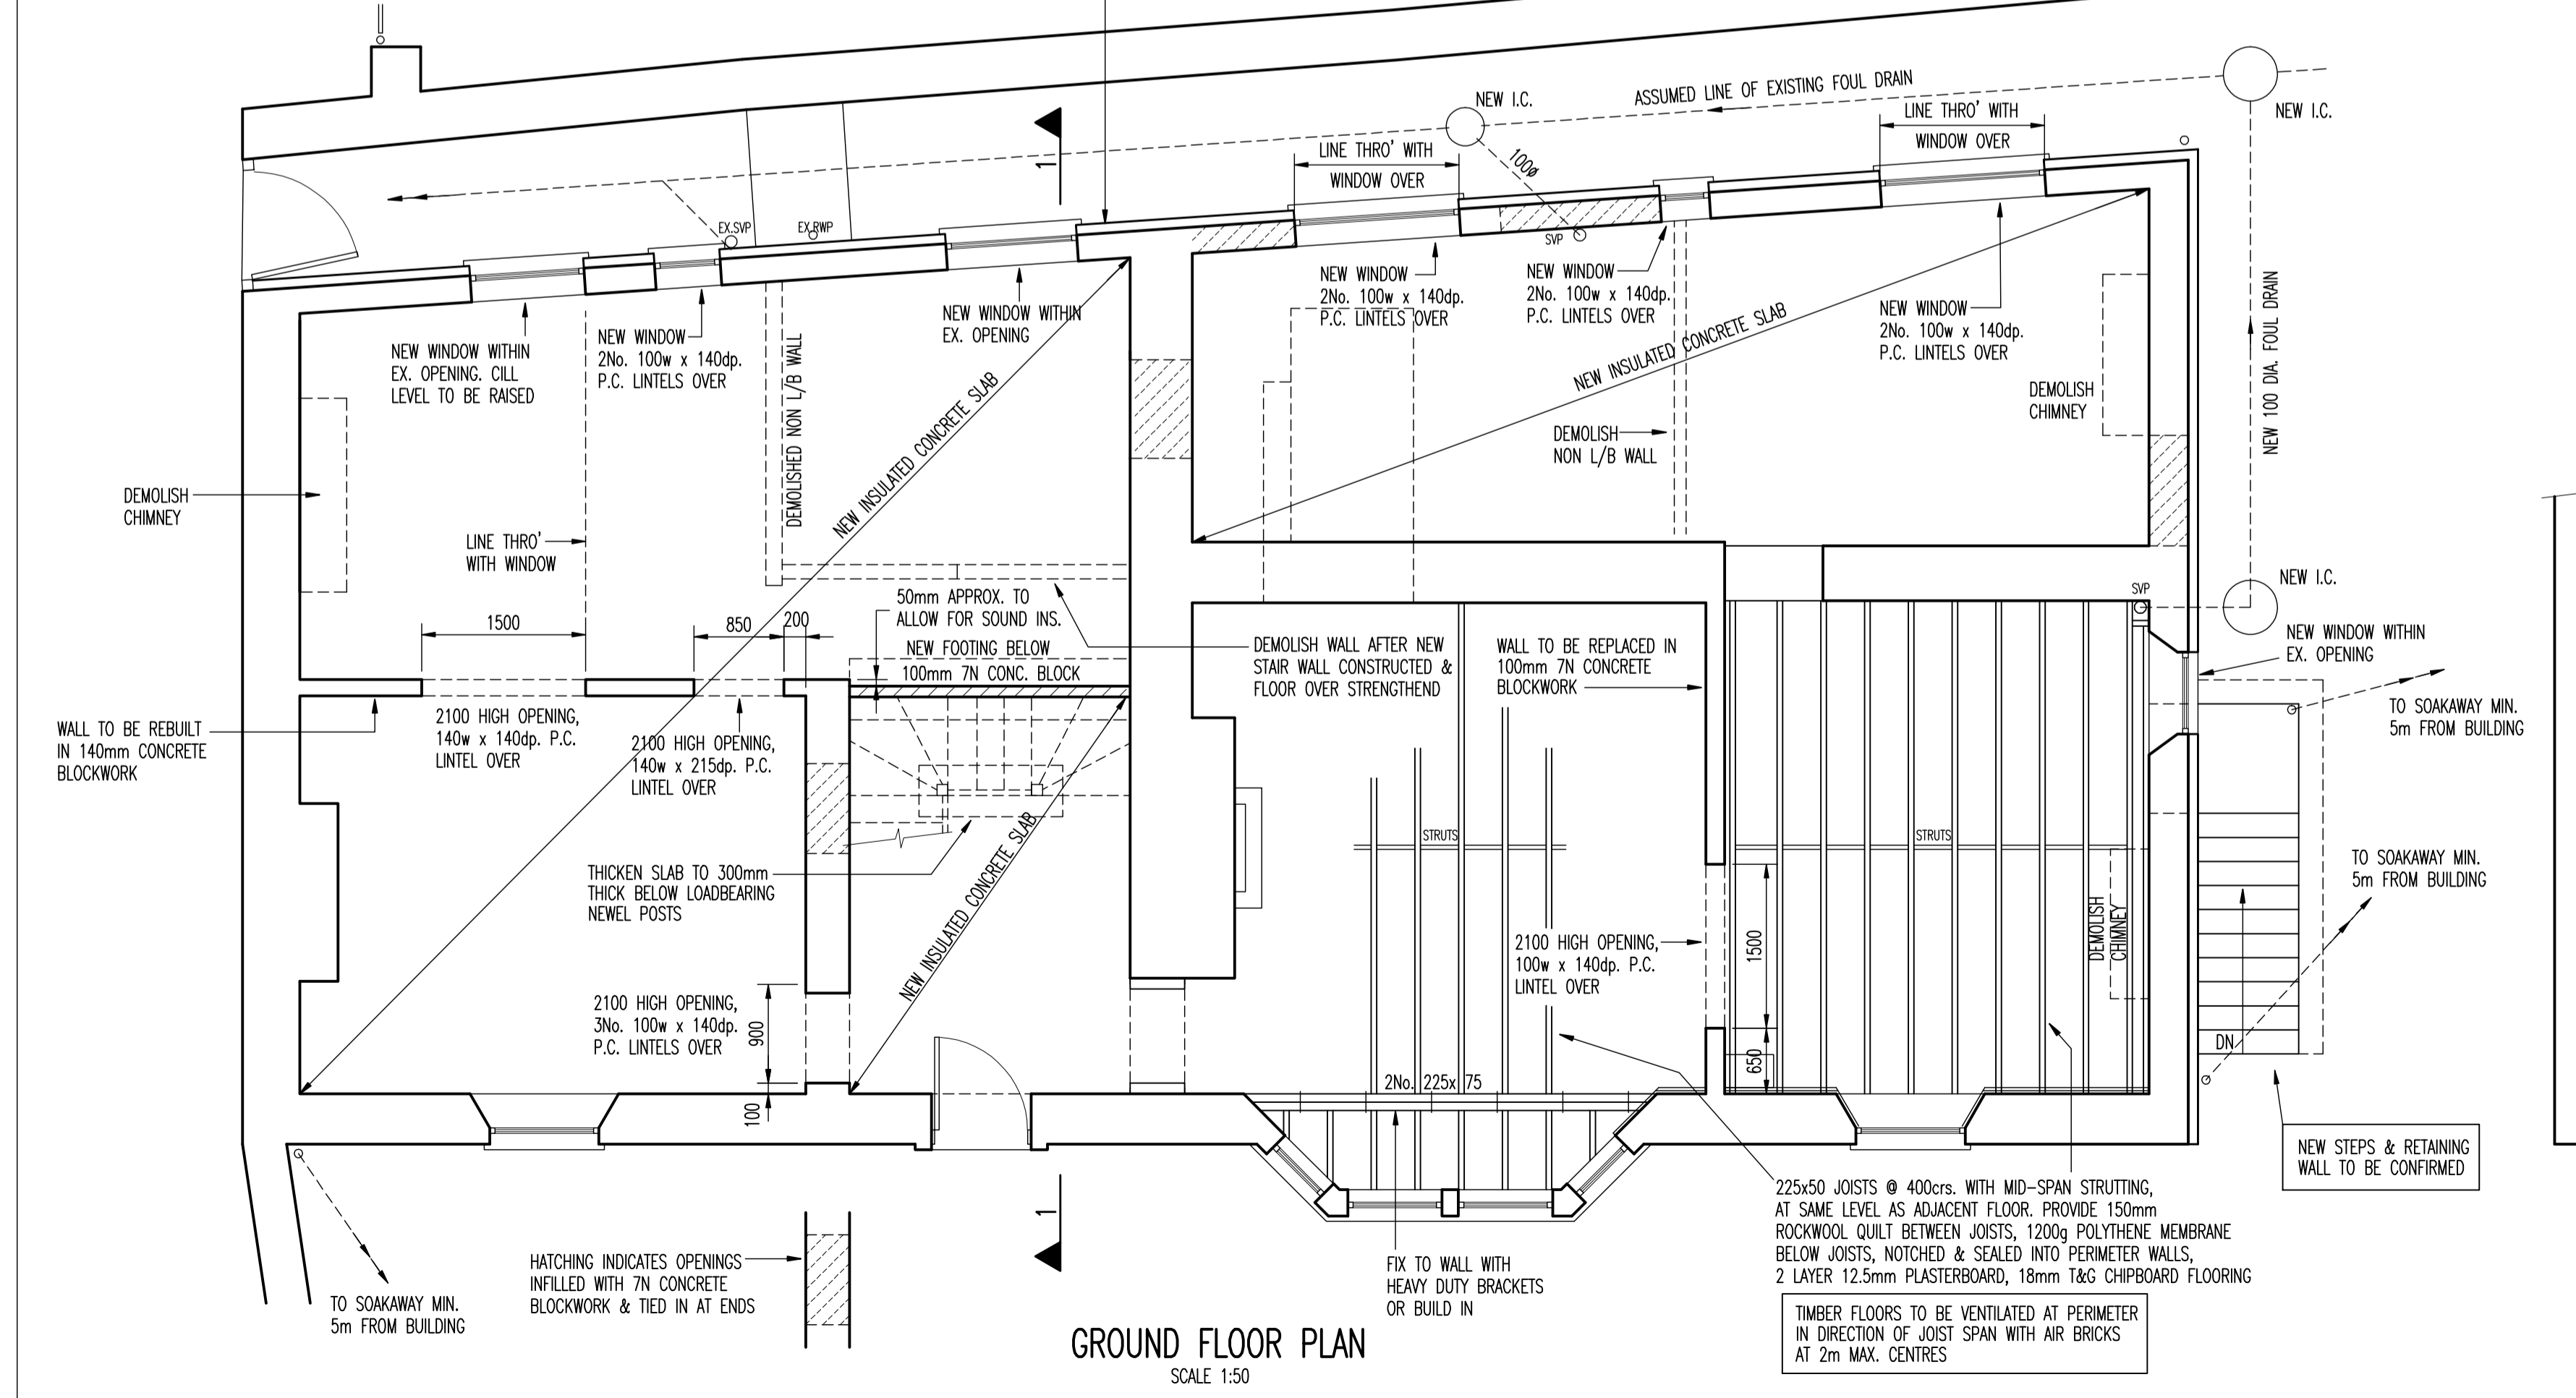 NEW I.C.
ASSUMED LINE OF EXISTING FOUL DRAIN
NEW I.C.
LINE THRO' WITH
WINDOW OVER
LINE THRO' WITH
WINDOW OVER
100ø
1
EX.SVP
EX.RWP
SVP
NEW WINDOW WITHIN
EX. OPENING. CILL
LEVEL TO BE RAISED
NEW WINDOW
2No. 100w x 140dp.
P.C. LINTELS OVER
DEMOLISHED NON L/B WALL
NEW WINDOW WITHIN
EX. OPENING
NEW INSULATED CONCRETE SLAB
NEW WINDOW
2No. 100w x 140dp.
P.C. LINTELS OVER
NEW WINDOW
2No. 100w x 140dp.
P.C. LINTELS OVER
NEW INSULATED CONCRETE SLAB
NEW WINDOW
2No. 100w x 140dp.
P.C. LINTELS OVER
DEMOLISH
CHIMNEY
NEW 100 DIA. FOUL DRAIN
DEMOLISH
NON L/B WALL
DEMOLISH
CHIMNEY
LINE THRO'
WITH WINDOW
1500
850
200
50mm APPROX. TO
ALLOW FOR SOUND INS.
NEW FOOTING BELOW
100mm 7N CONC. BLOCK
DEMOLISH WALL AFTER NEW
STAIR WALL CONSTRUCTED &
FLOOR OVER STRENGTHEND
WALL TO BE REPLACED IN
100mm 7N CONCRETE
BLOCKWORK
SVP
NEW I.C.
NEW WINDOW WITHIN
EX. OPENING
TO SOAKAWAY MIN.
5m FROM BUILDING
WALL TO BE REBUILT
IN 140mm CONCRETE
BLOCKWORK
2100 HIGH OPENING,
140w x 140dp. P.C.
LINTEL OVER
2100 HIGH OPENING,
140w x 215dp. P.C.
LINTEL OVER
THICKEN SLAB TO 300mm
THICK BELOW LOADBEARING
NEWEL POSTS
NEW INSULATED CONCRETE SLAB
STRUTS
STRUTS
TO SOAKAWAY MIN.
5m FROM BUILDING
2100 HIGH OPENING,
3No. 100w x 140dp.
P.C. LINTELS OVER
900
100
2100 HIGH OPENING,
100w x 140dp. P.C.
LINTEL OVER
1500
650
DEMOLISH
CHIMNEY
DN
2No. 225x 75
NEW STEPS & RETAINING
WALL TO BE CONFIRMED
225x50 JOISTS @ 400crs. WITH MID-SPAN STRUTTING,
AT SAME LEVEL AS ADJACENT FLOOR. PROVIDE 150mm
ROCKWOOL QUILT BETWEEN JOISTS, 1200g POLYTHENE MEMBRANE
BELOW JOISTS, NOTCHED & SEALED INTO PERIMETER WALLS,
2 LAYER 12.5mm PLASTERBOARD, 18mm T&G CHIPBOARD FLOORING
1
HATCHING INDICATES OPENINGS
INFILLED WITH 7N CONCRETE
BLOCKWORK & TIED IN AT ENDS
FIX TO WALL WITH
HEAVY DUTY BRACKETS
OR BUILD IN
TO SOAKAWAY MIN.
5m FROM BUILDING
TIMBER FLOORS TO BE VENTILATED AT PERIMETER
IN DIRECTION OF JOIST SPAN WITH AIR BRICKS
AT 2m MAX. CENTRES
GROUND FLOOR PLAN
SCALE 1:50